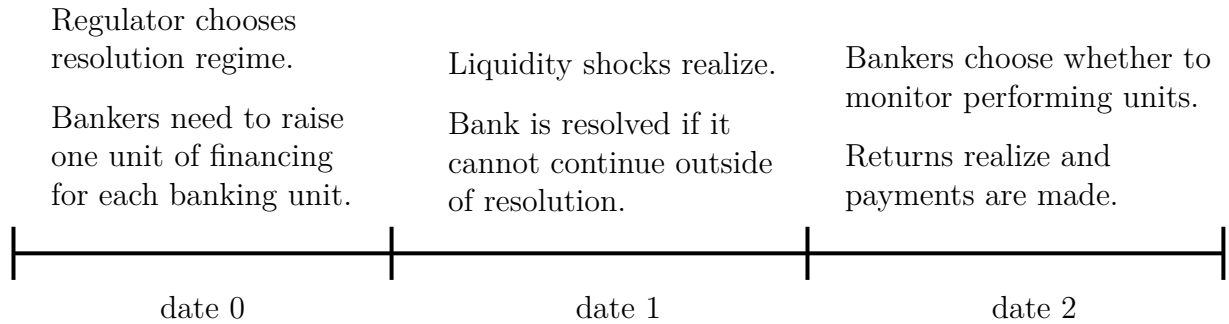 Regulator chooses
resolution regime.
Bankers need to raise
one unit of financing
for each banking unit.
Liquidity shocks realize.
Bank is resolved if it
cannot continue outside
of resolution.
Bankers choose whether to
monitor performing units.
Returns realize and
payments are made.
date 0
date 1
date 2